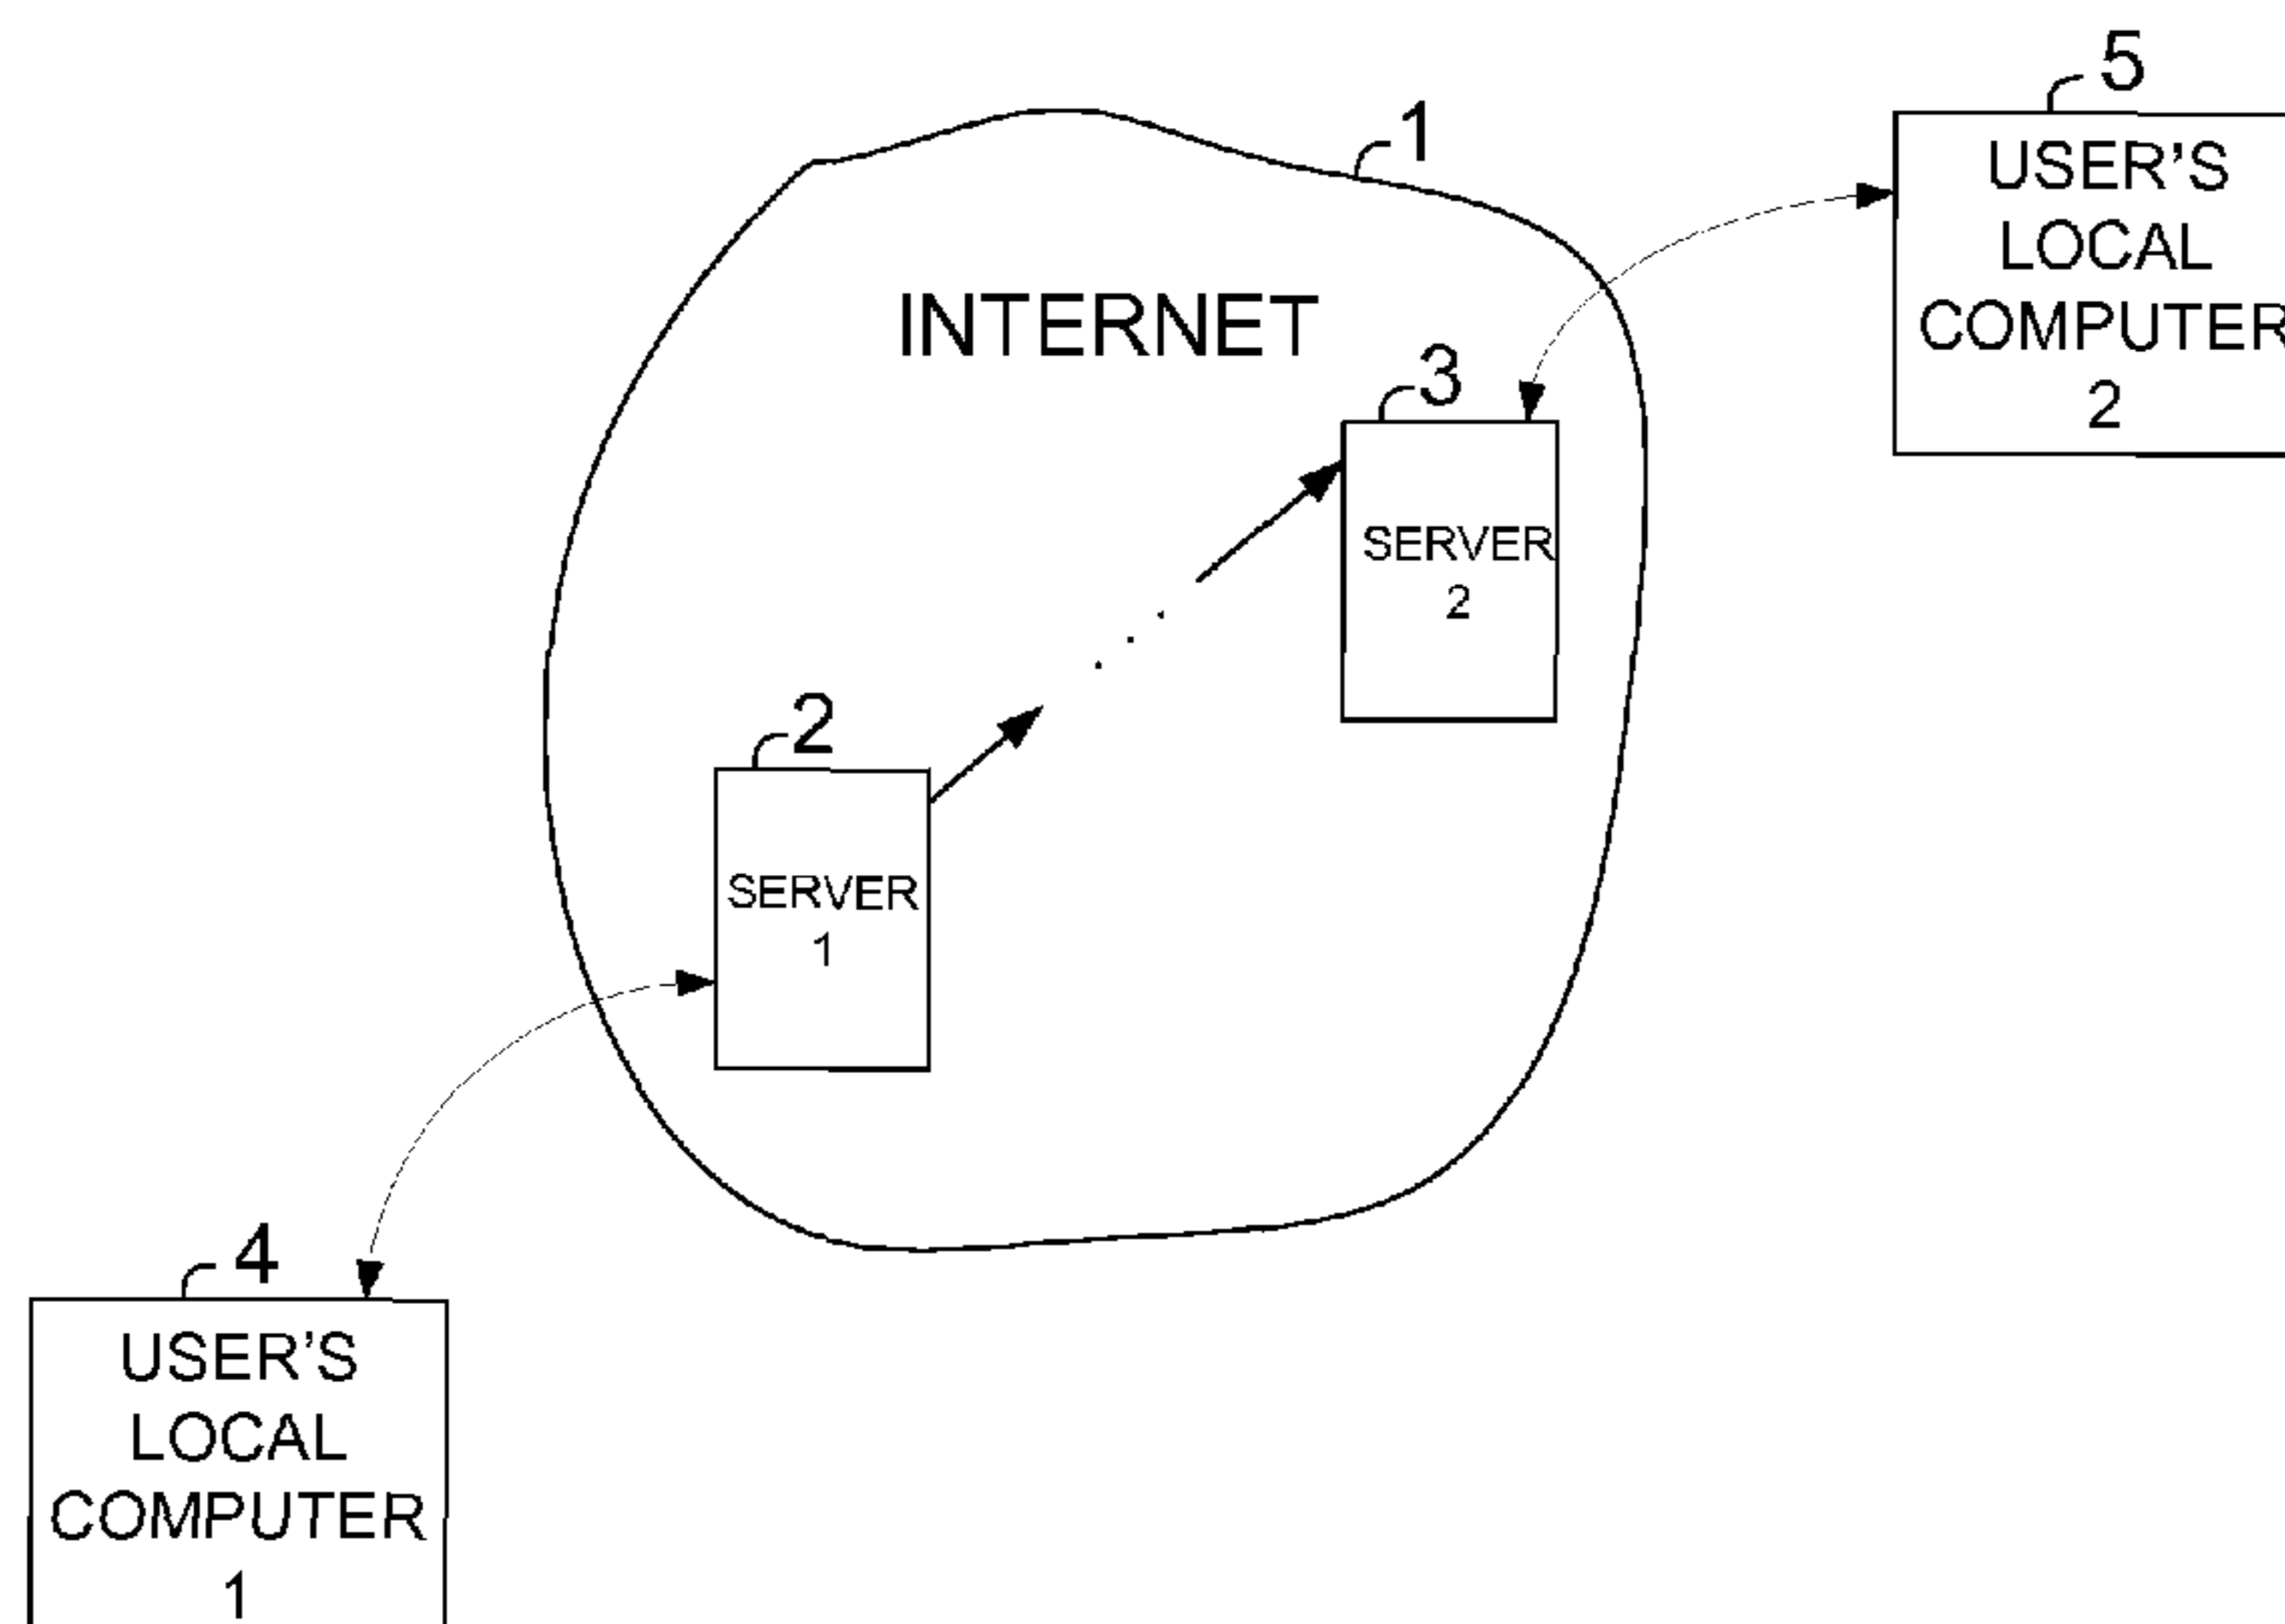 5
USER'S
LOCAL
COMPUTER
2
1
INTERNET
3
SERVER
2
2
SERVER
1
4
USER'S
LOCAL
COMPUTER
1